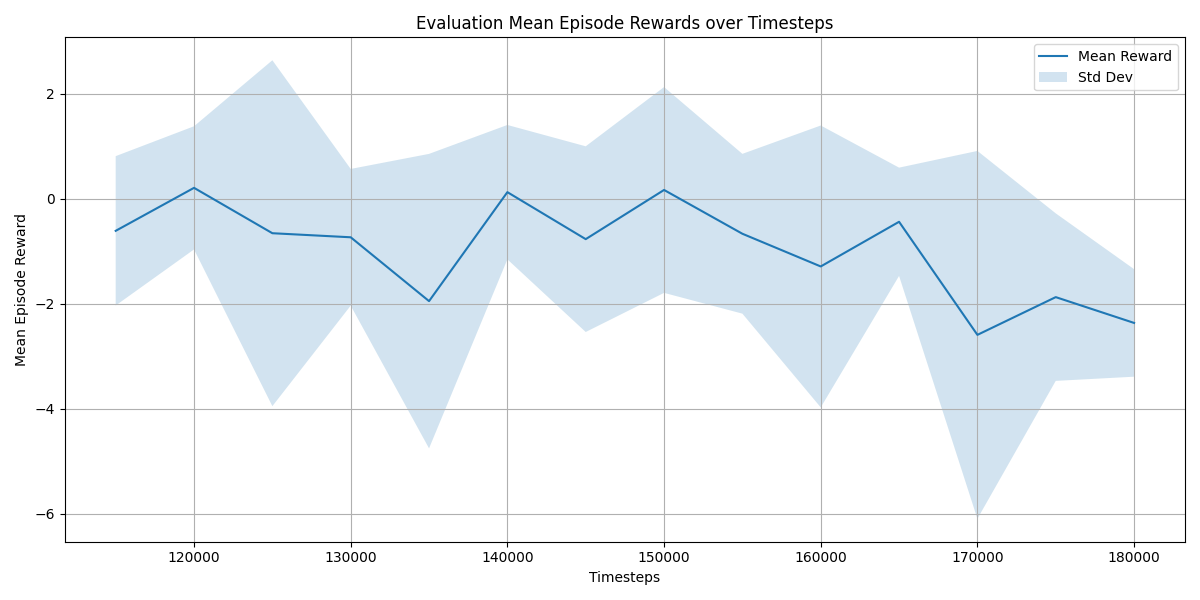 Evaluation Mean Episode Rewards over Timesteps
Mean Reward
Std Dev
Mean Episode Reward
2
0
−2
−4
−6
120000 130000 140000 150000 160000 170000 180000
Timesteps